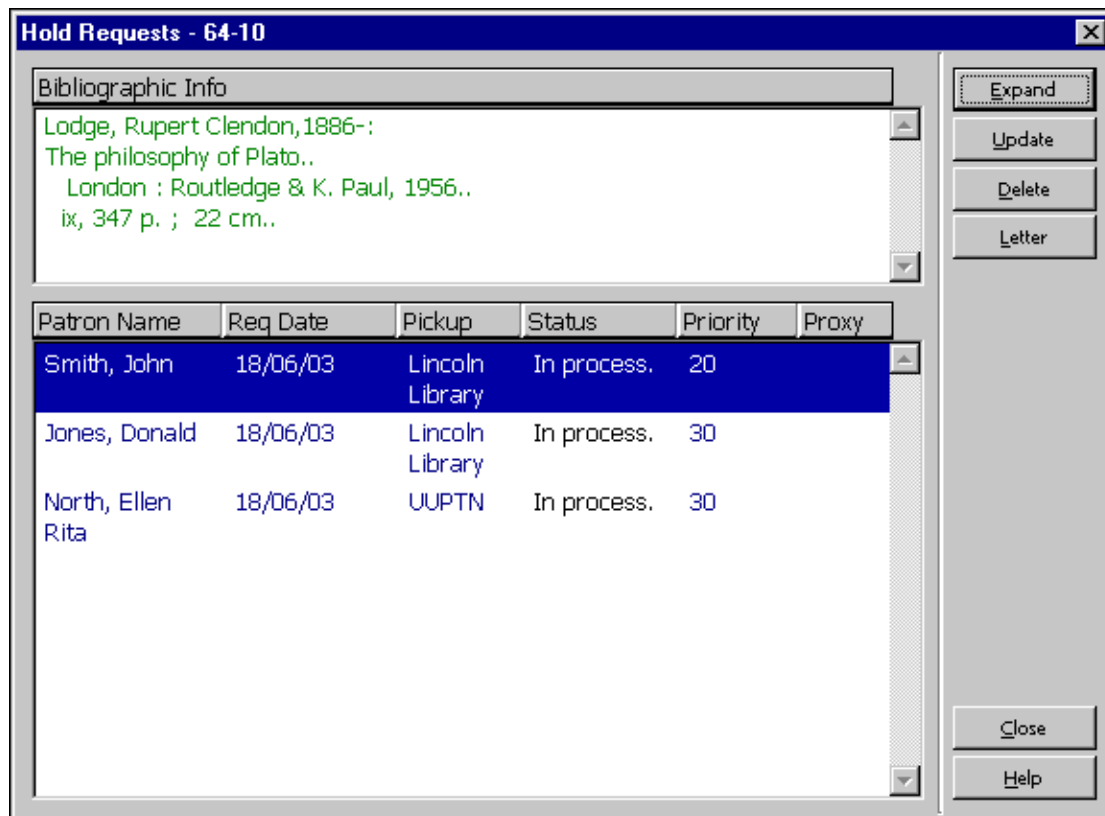 Hold Requests - 64-10
Bibliographic Info
Lodge, Rupert Clendon,1886-:
The philosophy of Plato..
London : Routledge & K. Paul, 1956..
ix, 347 p. ; 22 cm..
Expand
Update
Delete
Letter
Patron Name Req Date Pickup Status Priority Proxy
Smith, John 18/06/03 Lincoln In process. 20
Library
Jones, Donald 18/06/03 Lincoln In process. 30
Library
North, Ellen 18/06/03 UUPTN In process. 30
Rita
Close
Help